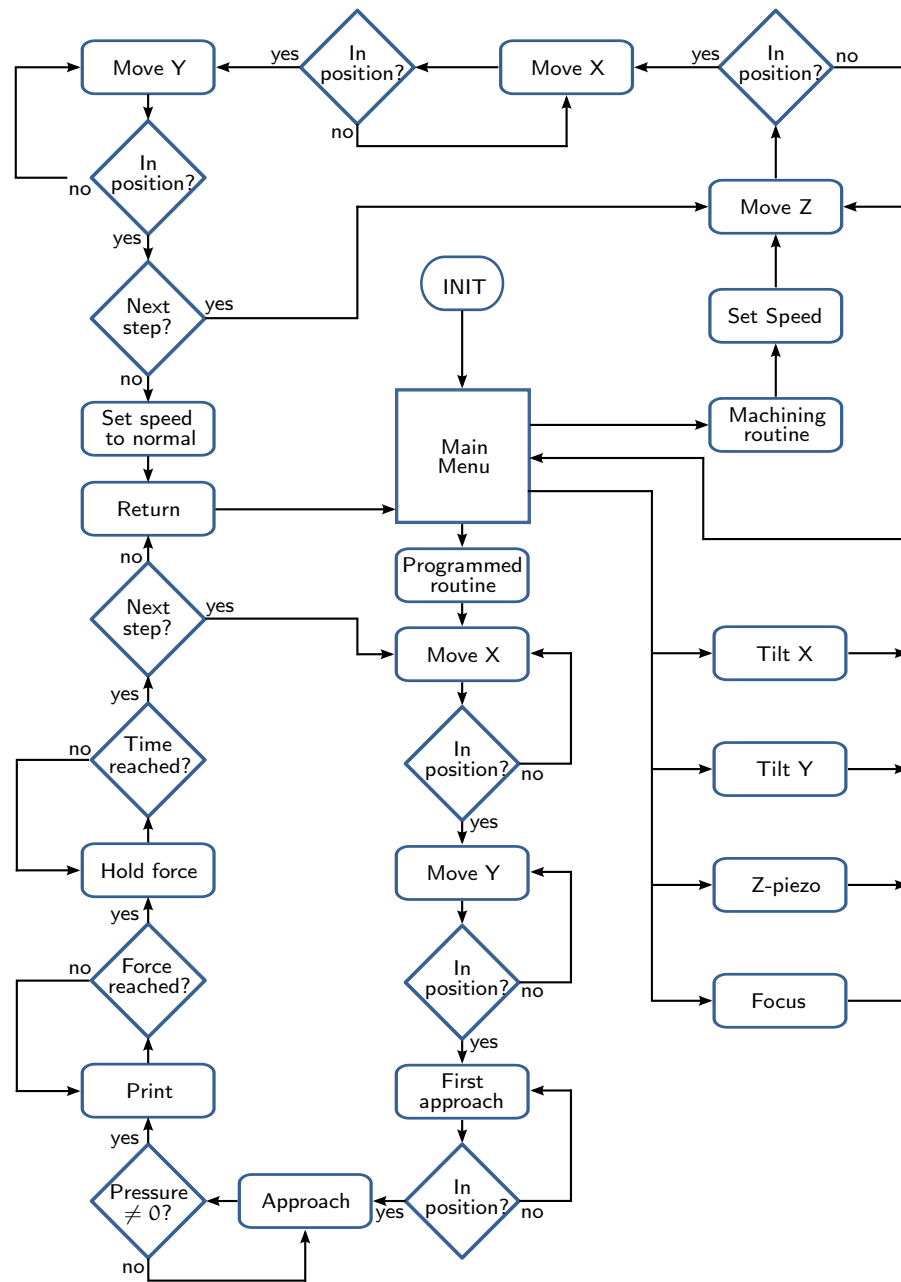 Move Y
yes
In
position?
Move X
yes
In
position?
no
no
In
position?
no
yes
Move Z
INIT
Next
step?
yes
no
Set Speed
Set speed
to normal
Main
Menu
Machining
routine
Return
no
Programmed
routine
Next
step?
yes
Move X
Tilt X
yes
no
Time
reached?
In
position?
no
yes
Tilt Y
Hold force
Move Y
Z-piezo
yes
no
Force
reached?
In
position?
no
yes
Focus
Print
First
approach
yes
Pressure
≠ 0?
no
Approach
yes
In
position?
no